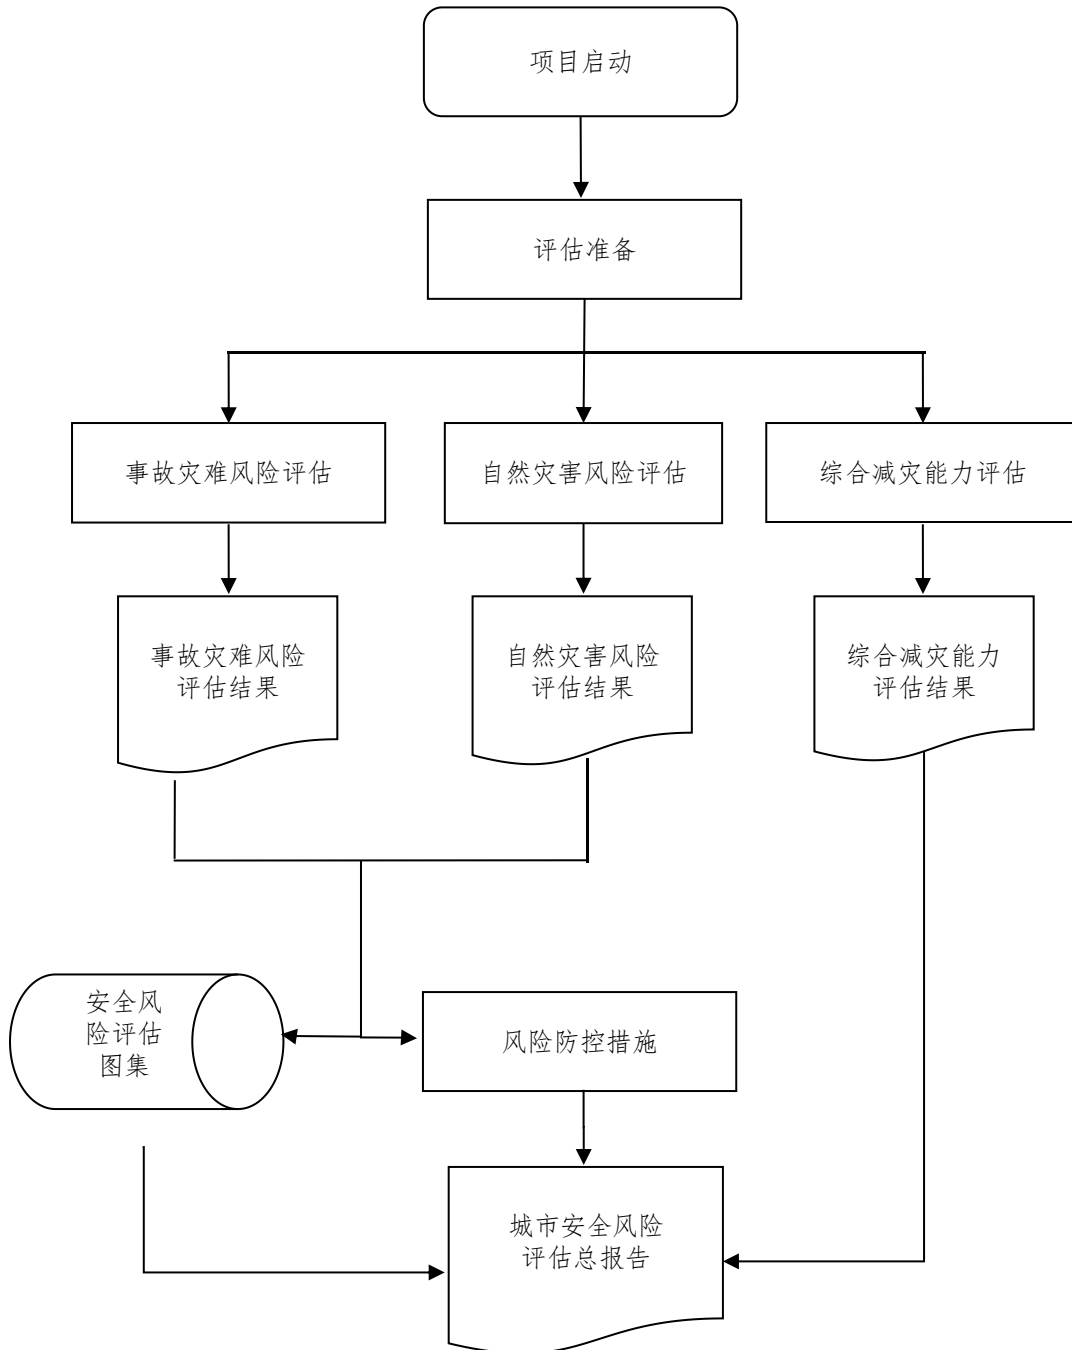 项目启动
评估准备
事故灾难风险评估
自然灾害风险评估
综合减灾能力评估
事故灾难风险
评估结果
自然灾害风险
评估结果
综合减灾能力
评估结果
安全风
险评估
图集
风险防控措施
城市安全风险
评估总报告